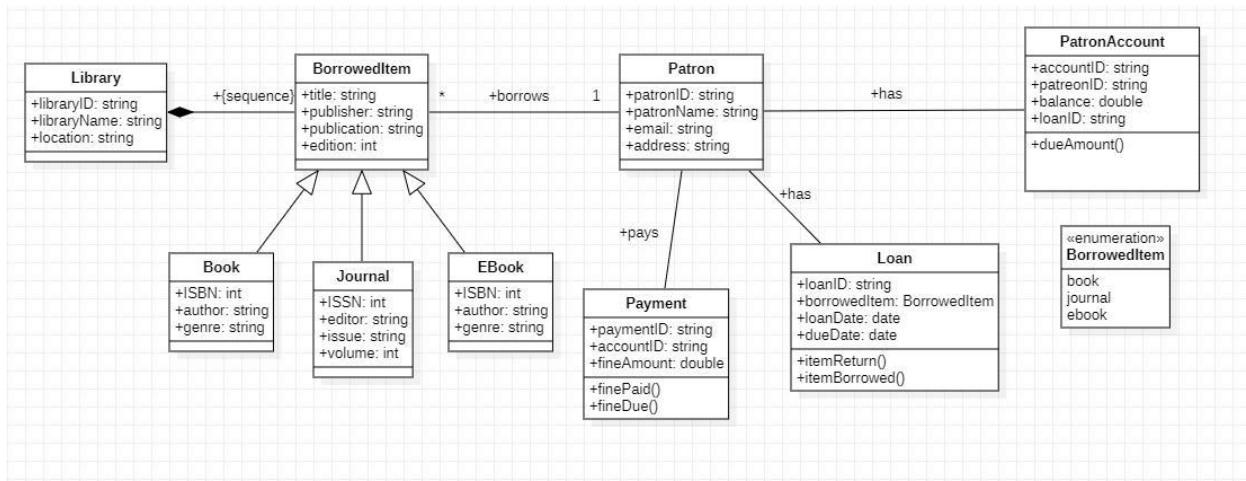 Library
+libraryID: string
+libraryName: string
+location: string
+{sequence}
BorrowedItem
+title: string
+publisher: string
+publication: string
+edition: int
*
+borrows
1
Patron
+patronID: string
+patronName: string
+email: string
+address: string
+has
PatronAccount
+accountID: string
+patreonID: string
+balance: double
+loanID: string
+dueAmount()
Book
+ISBN: int
+author: string
+genre: string
Journal
+ISSN: int
+editor: string
+issue: string
+volume: int
EBook
+ISBN: int
+author: string
+genre: string
+pays
+has
Payment
+paymentID: string
+accountID: string
+fineAmount: double
+finePaid()
+fineDue()
Loan
+loanID: string
+borrowedItem: BorrowedItem
+loanDate: date
+dueDate: date
+itemReturn()
+itemBorrowed()
«enumeration»
BorrowedItem
book
journal
ebook